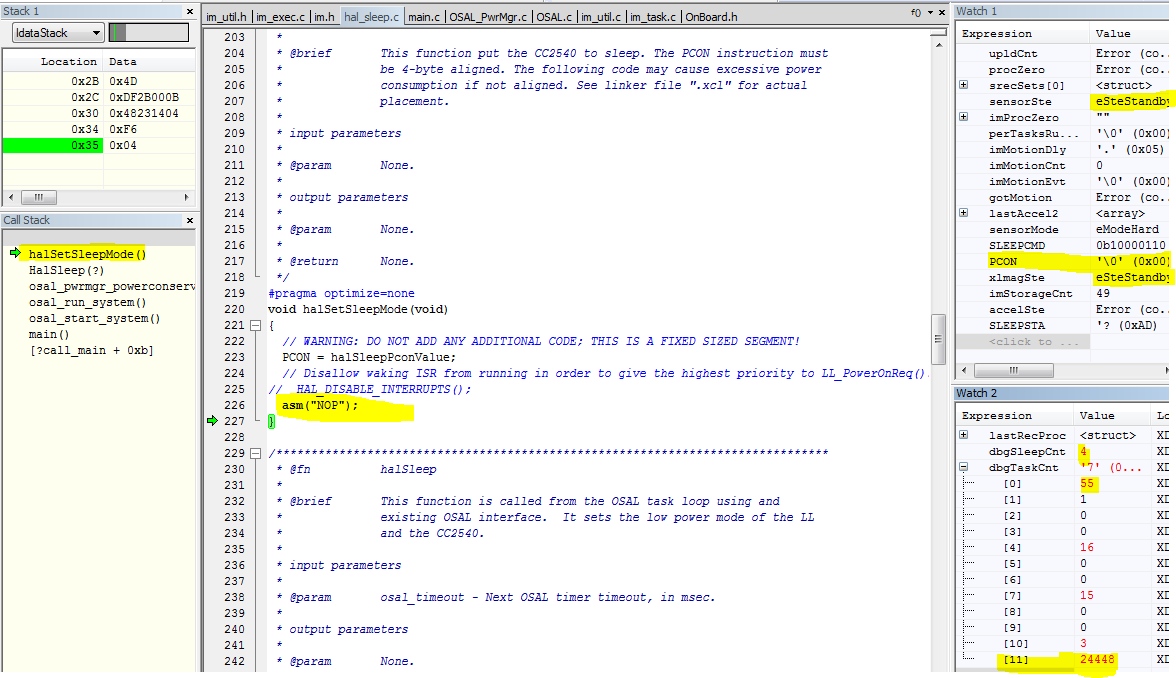 Stack 1
IdataStack
Location Data
0x2B 0x4D
0x2C 0xDF2B000B
0x30 0x48231404
0x34 0xF6
0x35 0x04
Call Stack
halSetSleepMode()
HalSleep(?)
osal_pwrmgr_powerconserv
osal_run_system()
osal_start_system()
main()
[?call_main + 0xb]
im_util.h | im_exec.c | im.h | hal_sleep.c | main.c | OSAL_PwrMgr.c | OSAL.c | im_util.c | im_task.c | OnBoard.h
f()
203 *
204 * @brief This function put the CC2540 to sleep. The PCON instruction must
205 * be 4-byte aligned. The following code may cause excessive power
206 * consumption if not aligned. See linker file ".xcl" for actual
207 * placement.
208 *
209 * input parameters
210 *
211 * @param None.
212 *
213 * output parameters
214 *
215 * @param None.
216 *
217 * @return None.
218 */
219 #pragma optimize=none
220 void halSetSleepMode(void)
221 {
222 // WARNING: DO NOT ADD ANY ADDITIONAL CODE; THIS IS A FIXED SIZED SEGMENT!
223 PCON = halSleepPconValue;
224 // Disallow waking ISR from running in order to give the highest priority to LL_PowerOnReq().
225 // HAL_DISABLE_INTERRUPTS();
226 asm("NOP");
227 }
228
229 /******************************************************************************
230 * @fn halSleep
231 *
232 * @brief This function is called from the OSAL task loop using and
233 * existing OSAL interface. It sets the low power mode of the LL
234 * and the CC2540.
235 *
236 * input parameters
237 *
238 * @param osal_timeout - Next OSAL timer timeout, in msec.
239 *
240 * output parameters
241 *
242 * @param None.
Watch 1
Expression Value
upldCnt Error (co..
procZero Error (co..
srecSets[0] <struct>
sensorSte eSteStandby
imProcZero ""
perTasksRu... '\0' (0x00)
imMotionDly '.' (0x05)
imMotionCnt 0
imMotionEvt '\0' (0x00)
gotMotion Error (co..
lastAccel2 <array>
sensorMode eModeHard
SLEEPCMD 0b10000110
PCON '\0' (0x00)
xlmagSte eSteStandby
imStorageCnt 49
accelSte Error (co..
SLEEPSTA '? (0xAD)
<click to ...
Watch 2
Expression Value Lo
lastRecProc <struct> XD
dbgSleepCnt 4 XD
dbgTaskCnt '7' (0... XD
[0] 55 XD
[1] 1 XD
[2] 0 XD
[3] 0 XD
[4] 16 XD
[5] 0 XD
[6] 0 XD
[7] 15 XD
[8] 0 XD
[9] 0 XD
[10] 3 XD
[11] 24448 XD